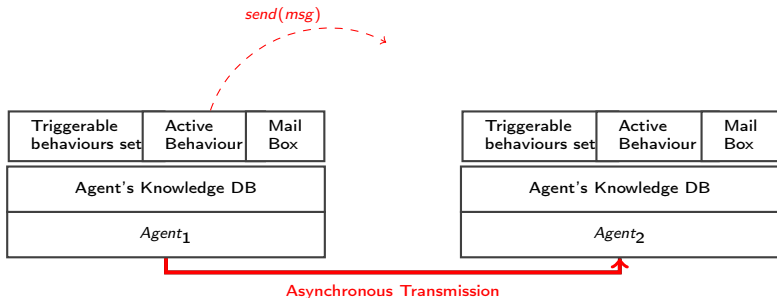 send(msg)
Triggerable
behaviours set
Active
Behaviour
Mail
Box
Triggerable
behaviours set
Active
Behaviour
Mail
Box
Agent's Knowledge DB
Agent's Knowledge DB
Agent1
Agent2
Asynchronous Transmission